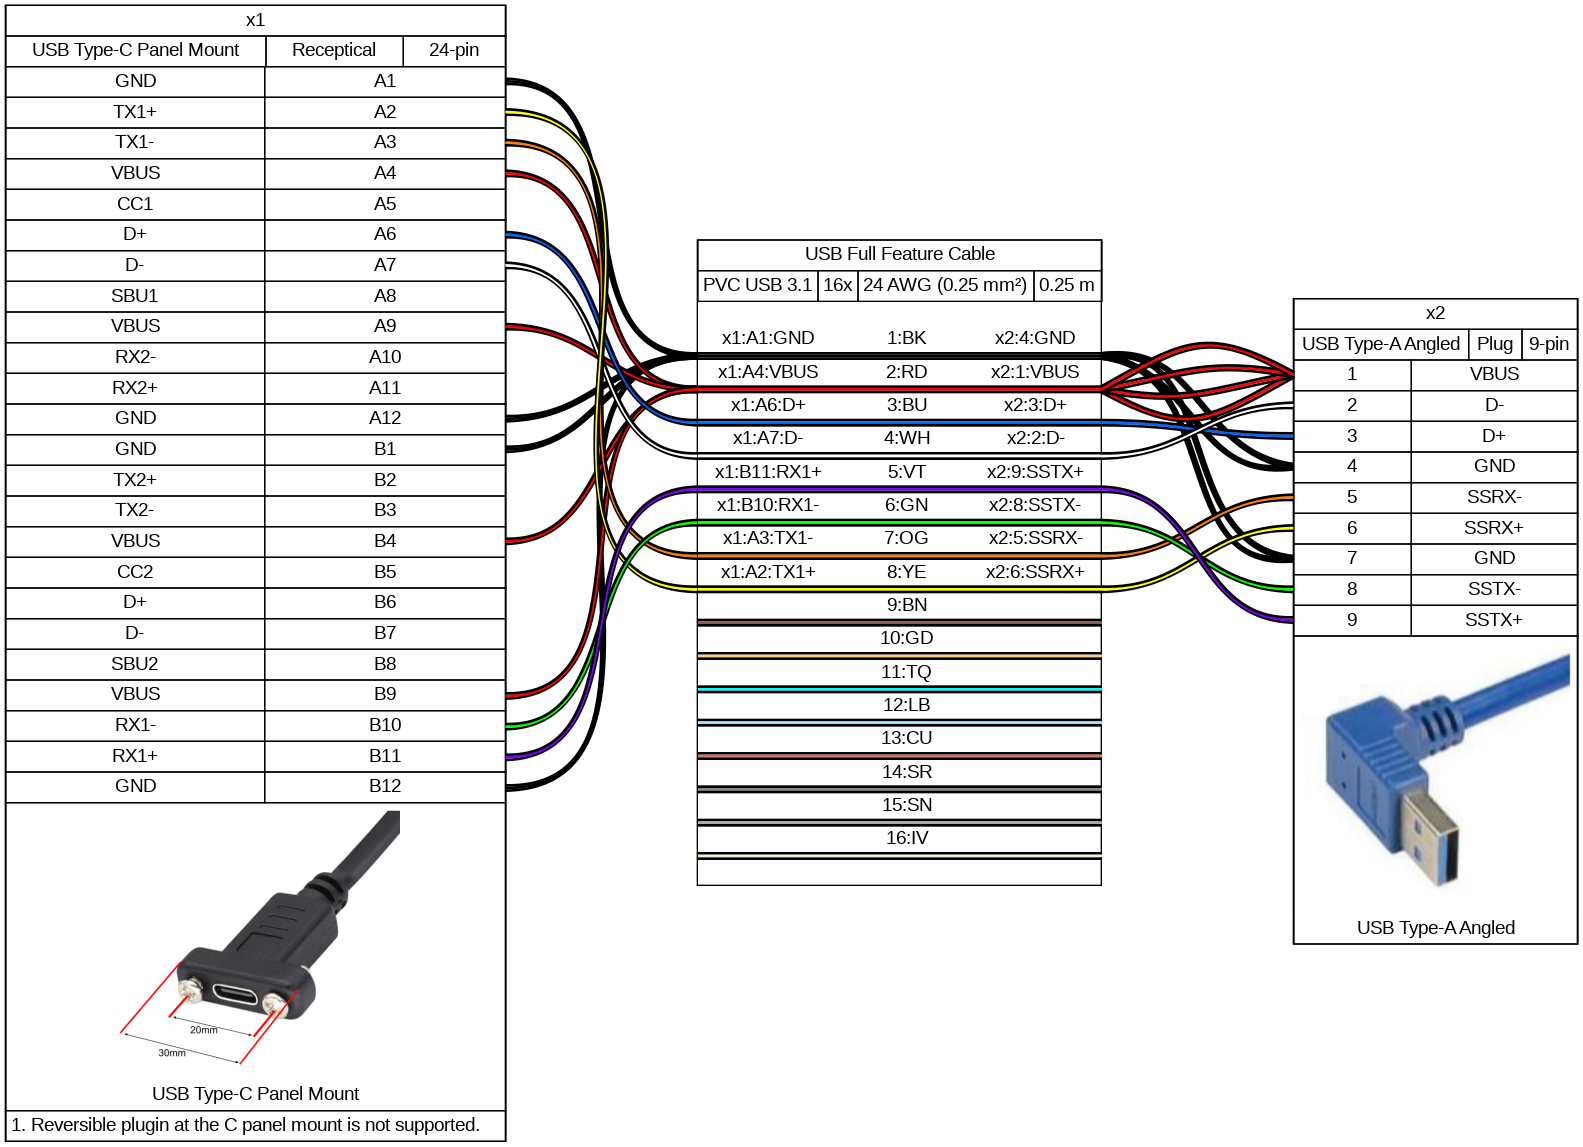 x1
USB Type-C Panel Mount Receptical 24-pin
GND A1
TX1+ A2
TX1- A3
VBUS A4
CC1 A5
D+ A6
D- A7
SBU1 A8
VBUS A9
RX2- A10
RX2+ A11
GND A12
GND B1
TX2+ B2
TX2- B3
VBUS B4
CC2 B5
D+ B6
D- B7
SBU2 B8
VBUS B9
RX1- B10
RX1+ B11
GND B12
20mm
30mm
USB Type-C Panel Mount
1. Reversible plugin at the C panel mount is not supported.
USB Full Feature Cable
PVC USB 3.1 16x 24 AWG (0.25 mm²) 0.25 m
x1:A1:GND 1:BK x2:4:GND
x1:A4:VBUS 2:RD x2:1:VBUS
x1:A6:D+ 3:BU x2:3:D+
x1:A7:D- 4:WH x2:2:D-
x1:B11:RX1+ 5:VT x2:9:SSTX+
x1:B10:RX1- 6:GN x2:8:SSTX-
x1:A3:TX1- 7:OG x2:5:SSRX-
x1:A2:TX1+ 8:YE x2:6:SSRX+
9:BN
10:GD
11:TQ
12:LB
13:CU
14:SR
15:SN
16:IV
x2
USB Type-A Angled Plug 9-pin
1 VBUS
2 D-
3 D+
4 GND
5 SSRX-
6 SSRX+
7 GND
8 SSTX-
9 SSTX+
USB Type-A Angled